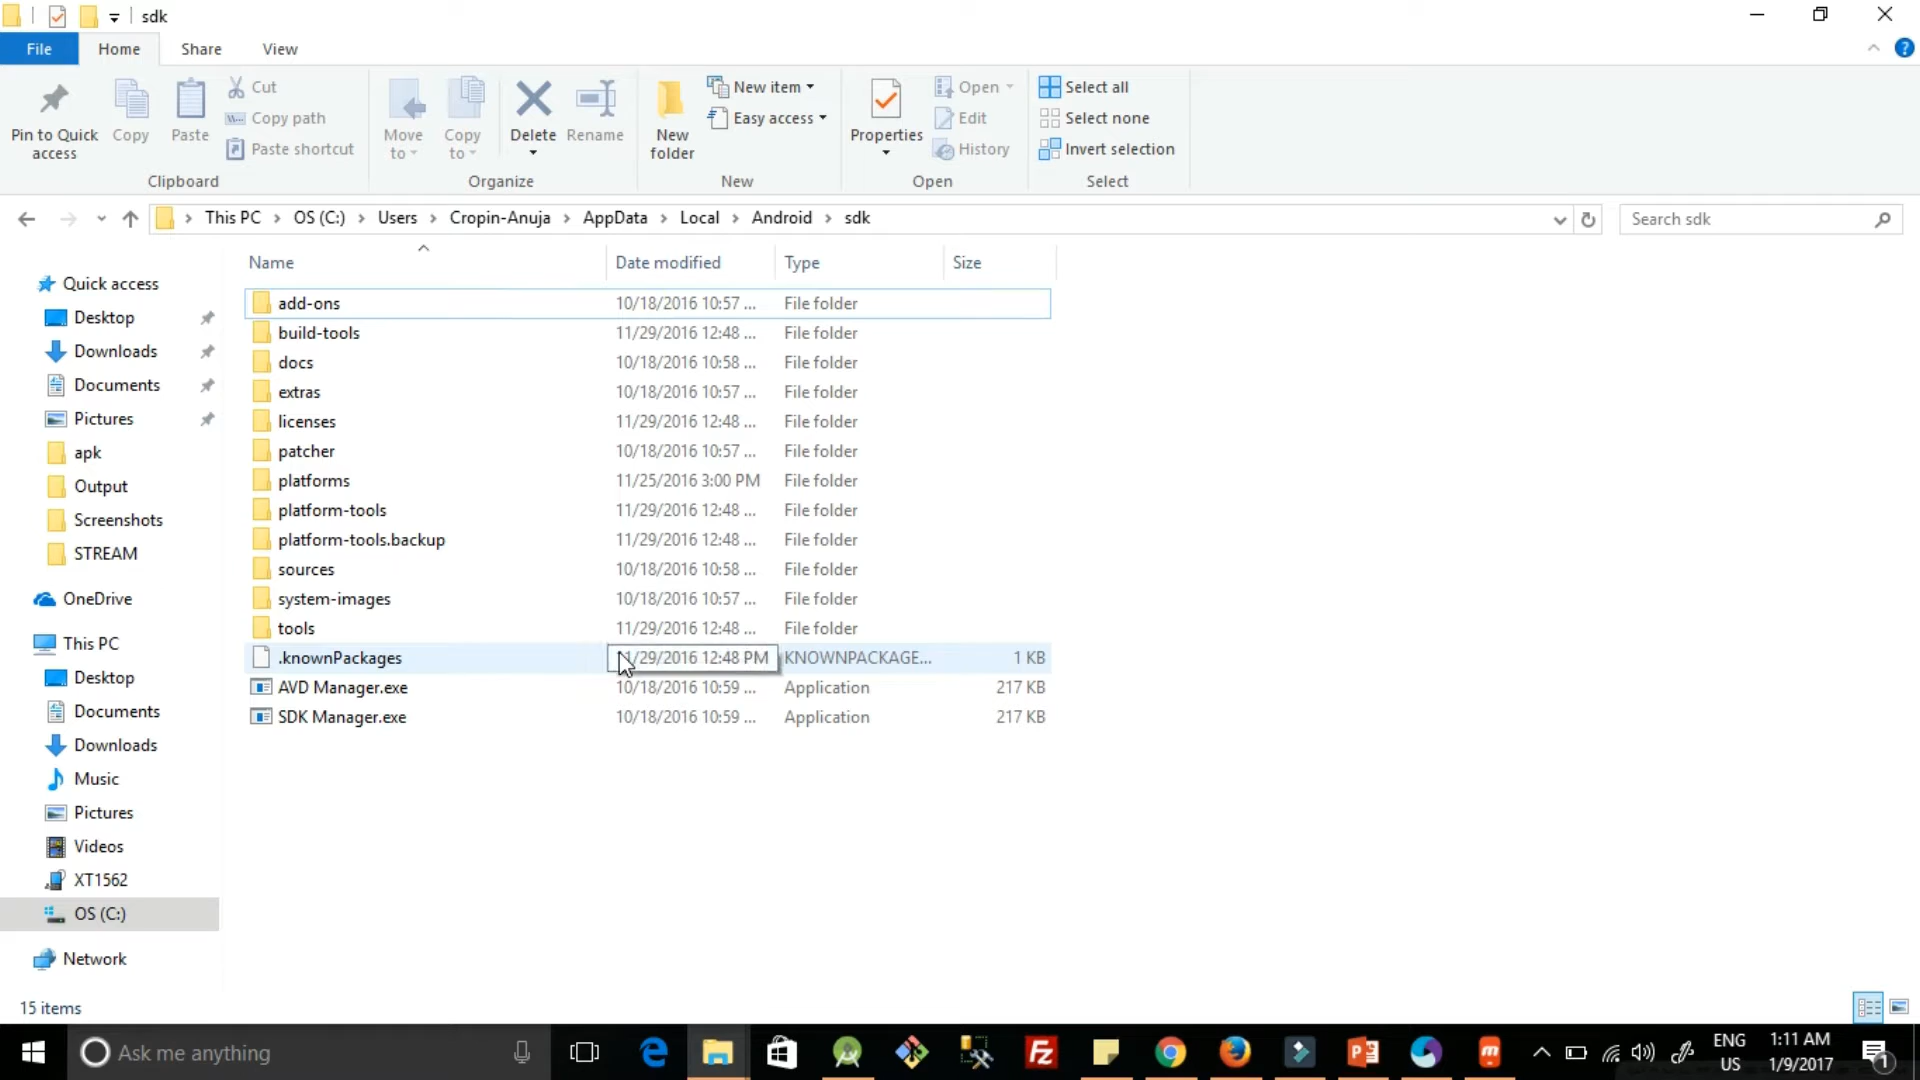 sdk
File Home Share View
Pin to Quick access
Copy
Paste
Cut
Copy path
Paste shortcut
Clipboard
Move to
Copy to
Delete
Rename
Organize
New folder
New item
Easy access
New
Properties
Open
Edit
History
Open
Select all
Select none
Invert selection
Select
This PC > OS (C:) > Users > Cropin-Anuja > AppData > Local > Android > sdk
Search sdk
Quick access
Desktop
Downloads
Documents
Pictures
apk
Output
Screenshots
STREAM
OneDrive
This PC
Desktop
Documents
Downloads
Music
Pictures
Videos
XT1562
OS (C:)
Network
Name Date modified Type Size
add-ons 10/18/2016 10:57 ... File folder
build-tools 11/29/2016 12:48 ... File folder
docs 10/18/2016 10:58 ... File folder
extras 10/18/2016 10:57 ... File folder
licenses 11/29/2016 12:48 ... File folder
patcher 10/18/2016 10:57 ... File folder
platforms 11/25/2016 3:00 PM File folder
platform-tools 11/29/2016 12:48 ... File folder
platform-tools.backup 11/29/2016 12:48 ... File folder
sources 10/18/2016 10:58 ... File folder
system-images 10/18/2016 10:57 ... File folder
tools 11/29/2016 12:48 ... File folder
.knownPackages 11/29/2016 12:48 PM KNOWNPACKAGE... 1 KB
AVD Manager.exe 10/18/2016 10:59 ... Application 217 KB
SDK Manager.exe 10/18/2016 10:59 ... Application 217 KB
15 items
Ask me anything
ENG
US
1:11 AM
1/9/2017
1